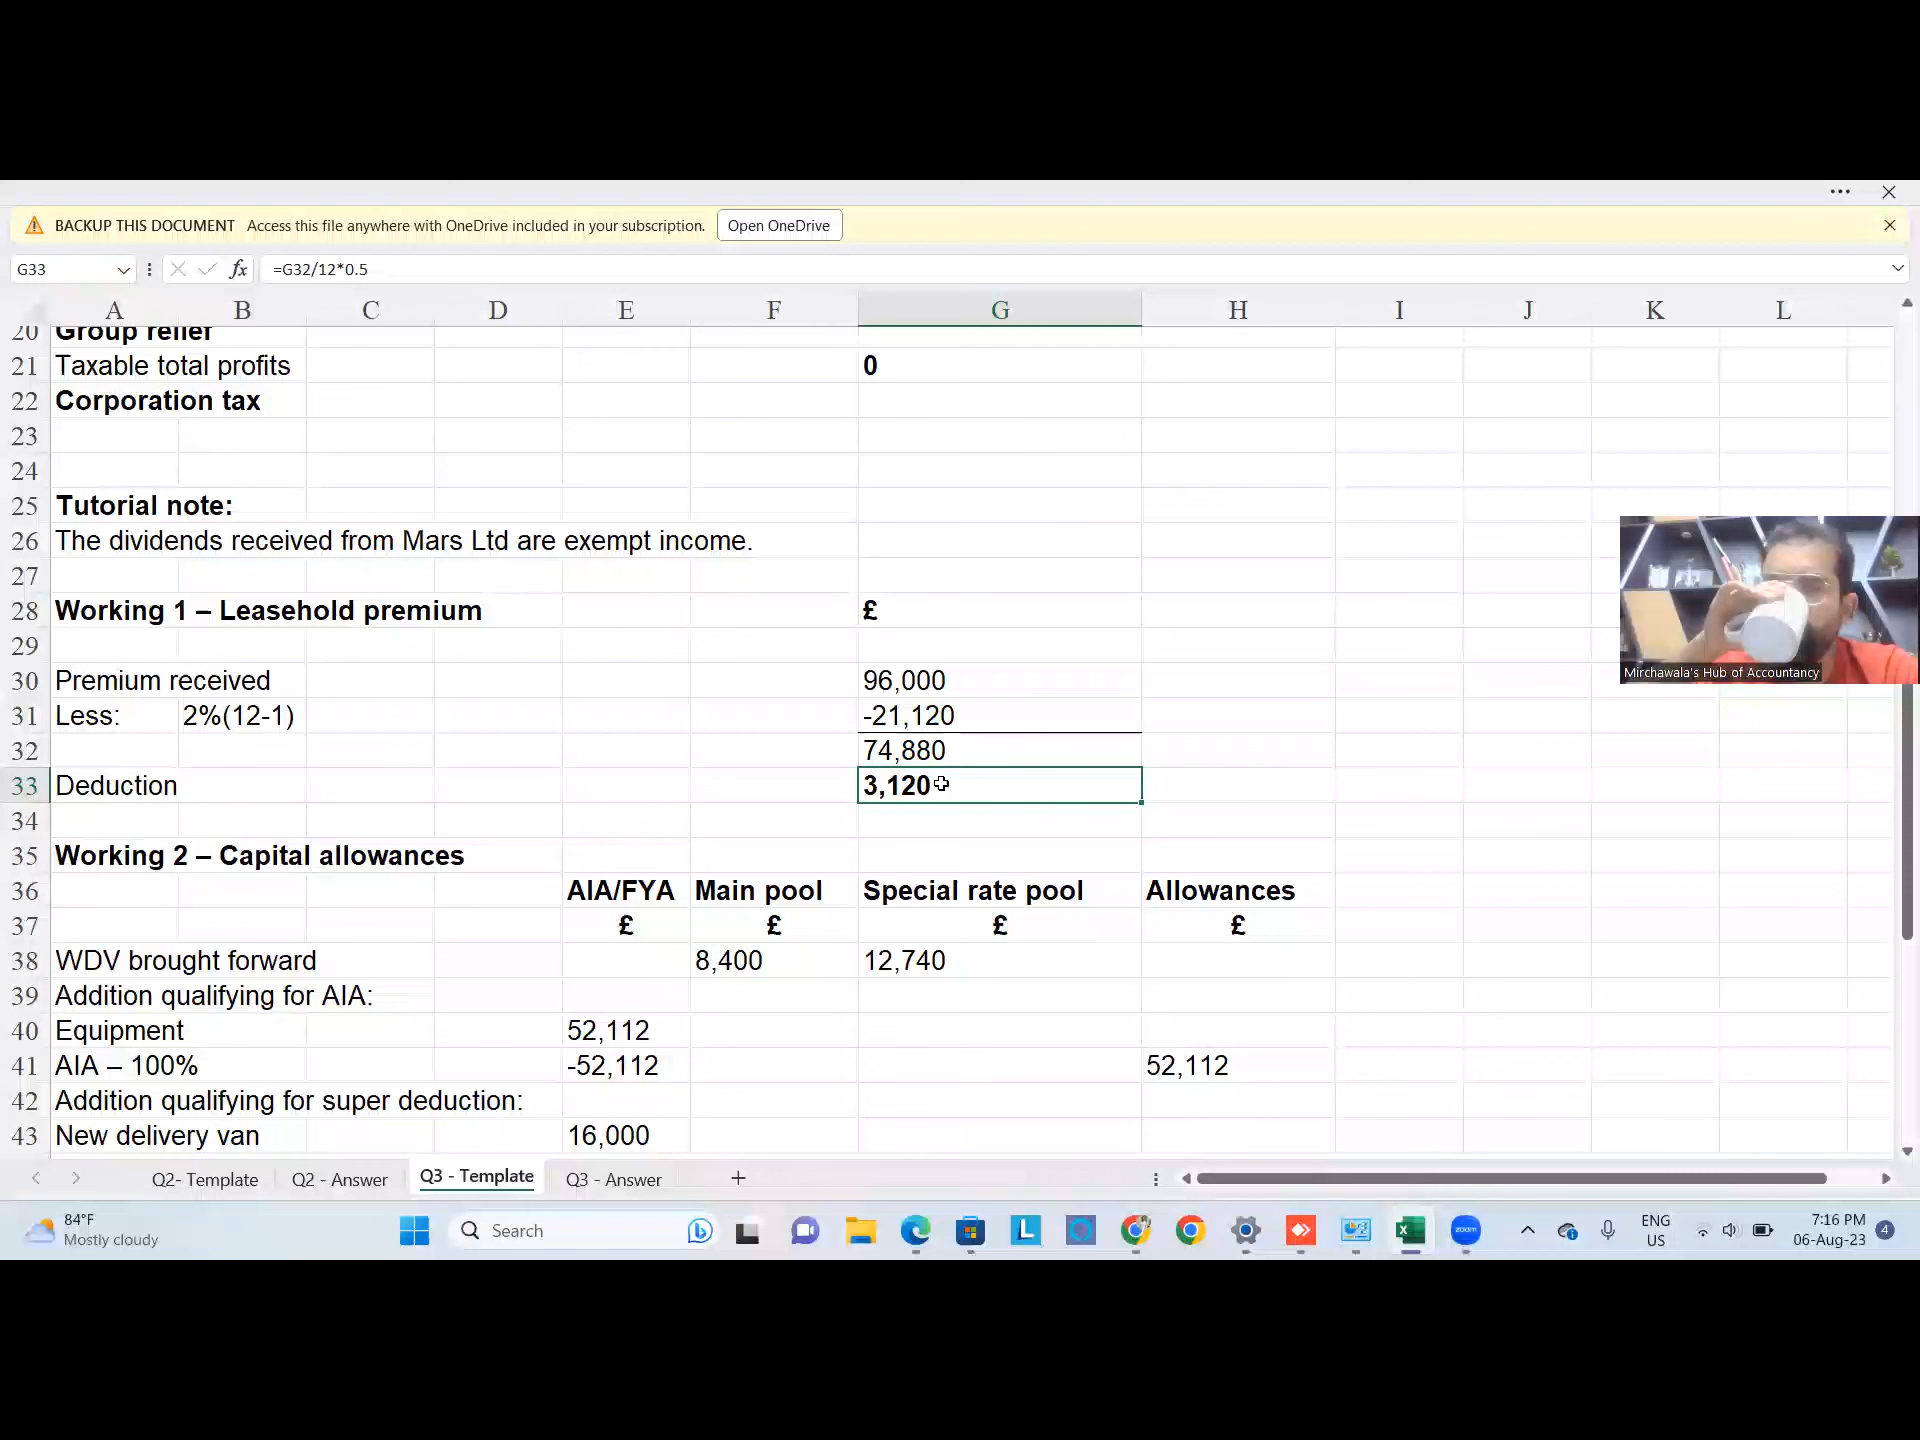 BACKUP THIS DOCUMENT Access this file anywhere with OneDrive included in your subscription. Open OneDrive
G33 fx =G32/12*0.5
A B C D E F G H I J K L
20 Group relief
21 Taxable total profits 0
22 Corporation tax
23
24
25 Tutorial note:
26 The dividends received from Mars Ltd are exempt income.
27
28 Working 1 – Leasehold premium £
29
30 Premium received 96,000
31 Less: 2%(12-1) -21,120
32 74,880
33 Deduction 3,120
34
35 Working 2 – Capital allowances
36 AIA/FYA Main pool Special rate pool Allowances
37 £ £ £ £
38 WDV brought forward 8,400 12,740
39 Addition qualifying for AIA:
40 Equipment 52,112
41 AIA – 100% -52,112 52,112
42 Addition qualifying for super deduction:
43 New delivery van 16,000
Mirchawala's Hub of Accountancy
Q2- Template Q2 - Answer Q3 - Template Q3 - Answer
84°F
Mostly cloudy
Search
L
zoom
ENG
US
7:16 PM
06-Aug-23
4